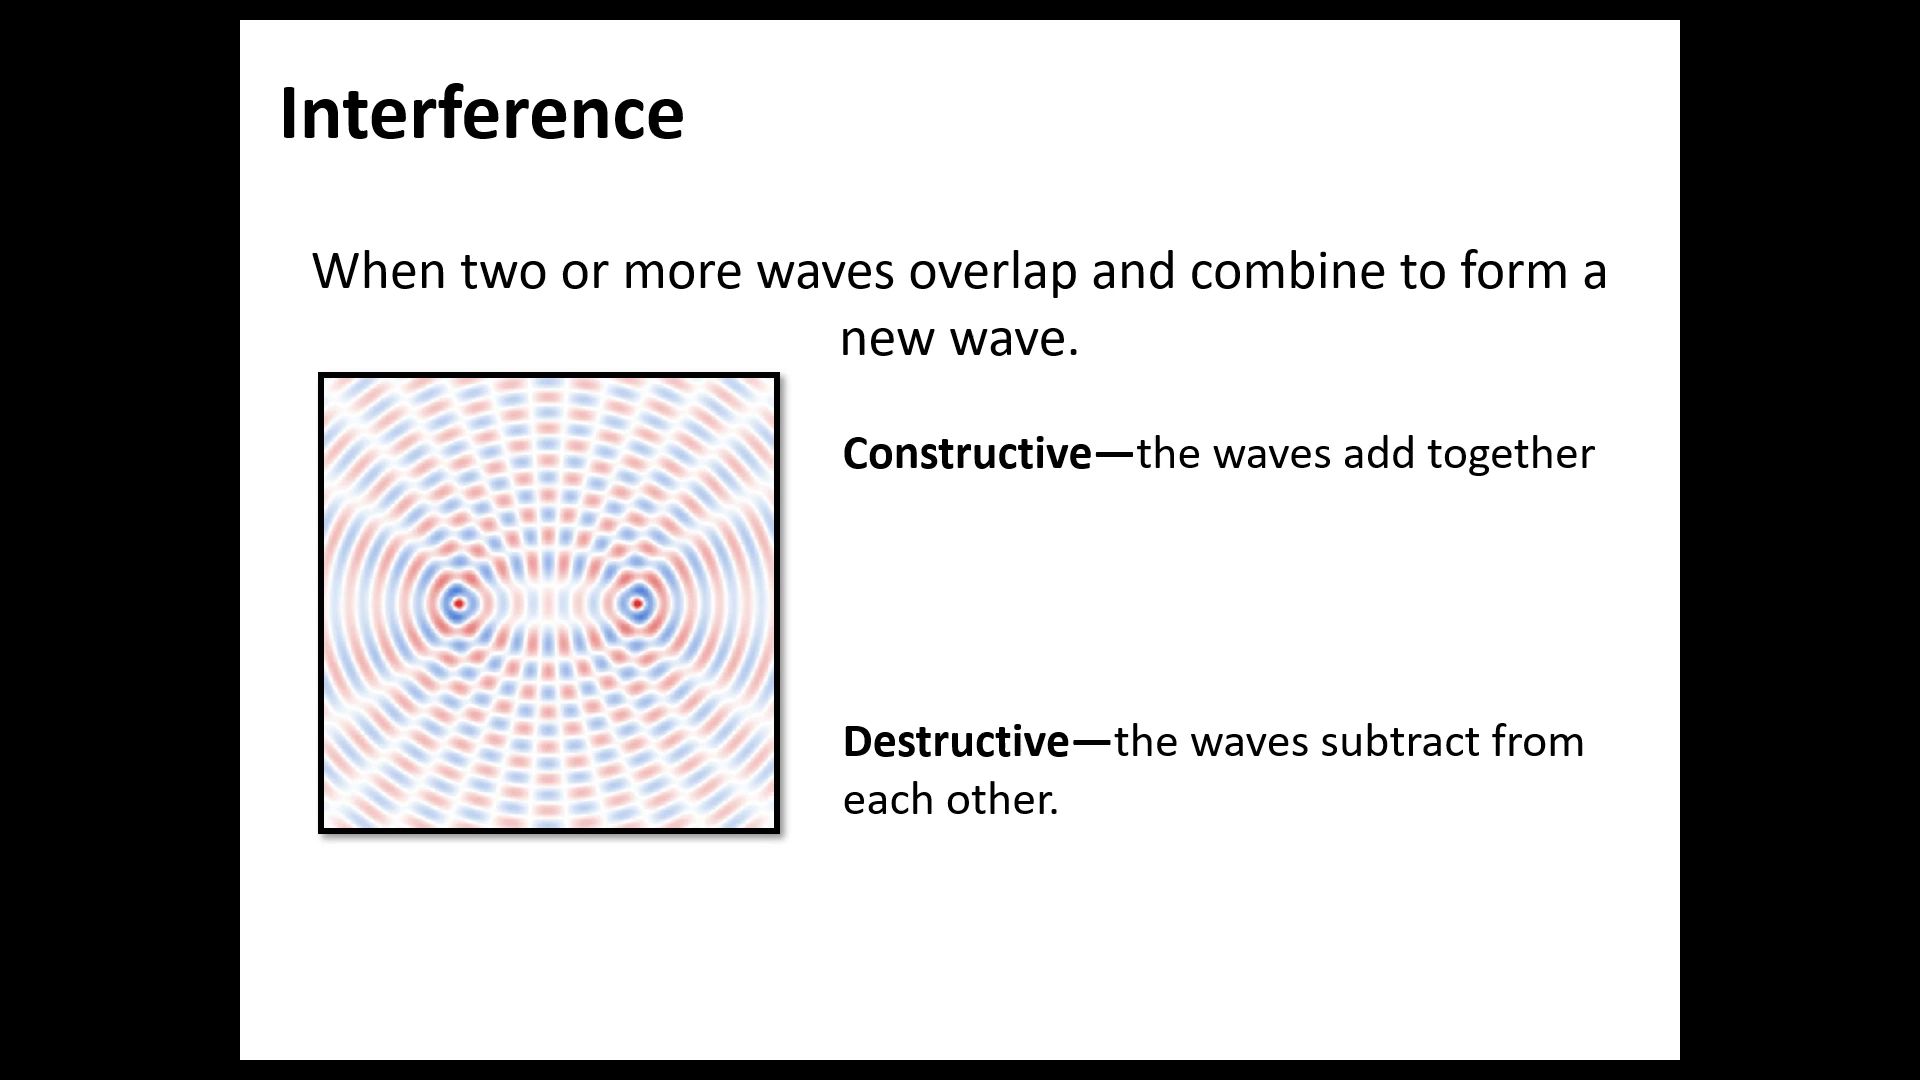 Interference
When two or more waves overlap and combine to form a
new wave.
Constructive—the waves add together
Destructive—the waves subtract from
each other.